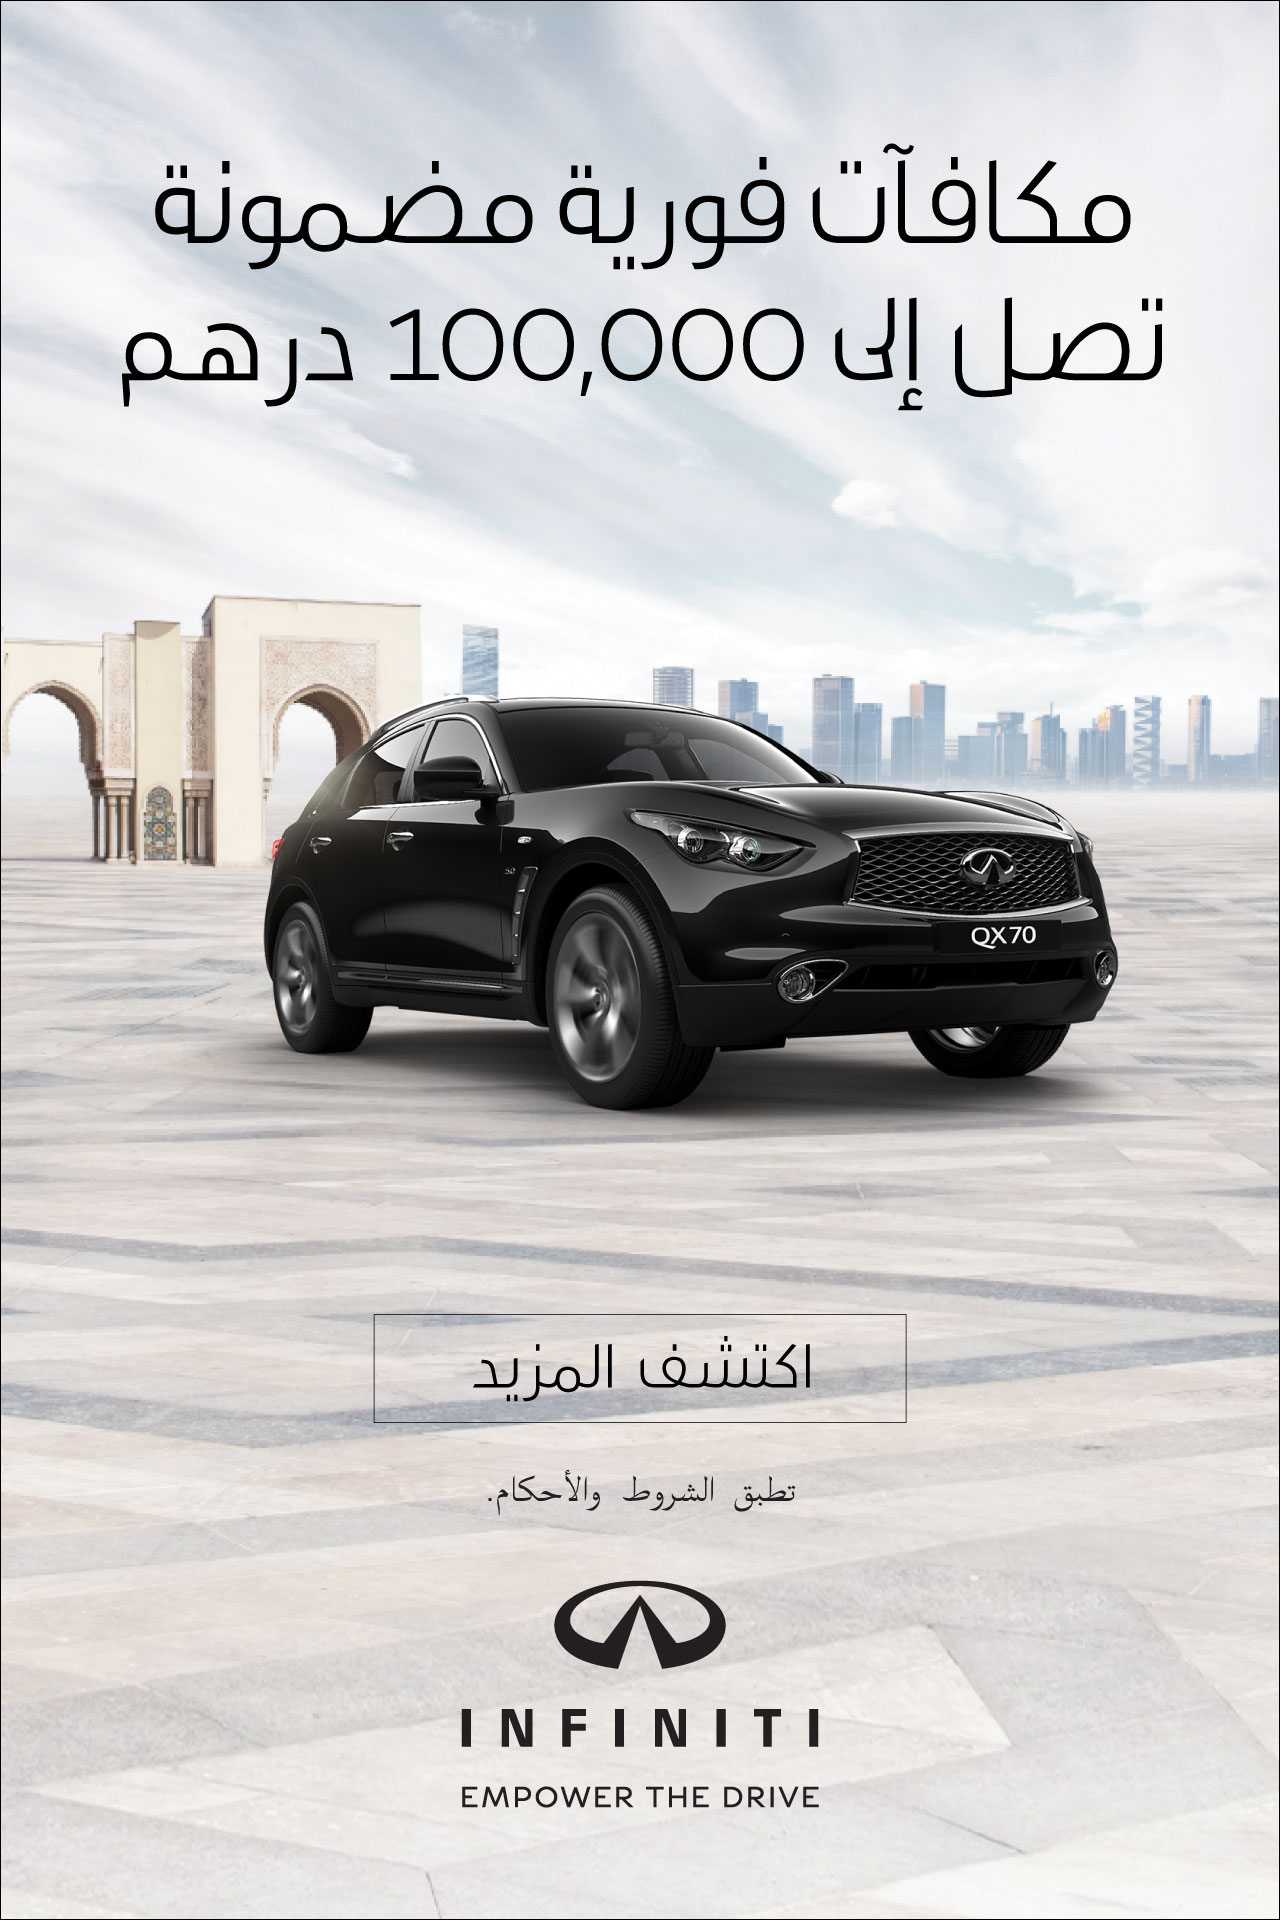 مكافآت فورية مضمونة
تصل إلى 100,000 درهم
QX70
اكتشف المزيد
تطبق الشروط والأحكام.
INFINITI
EMPOWER THE DRIVE